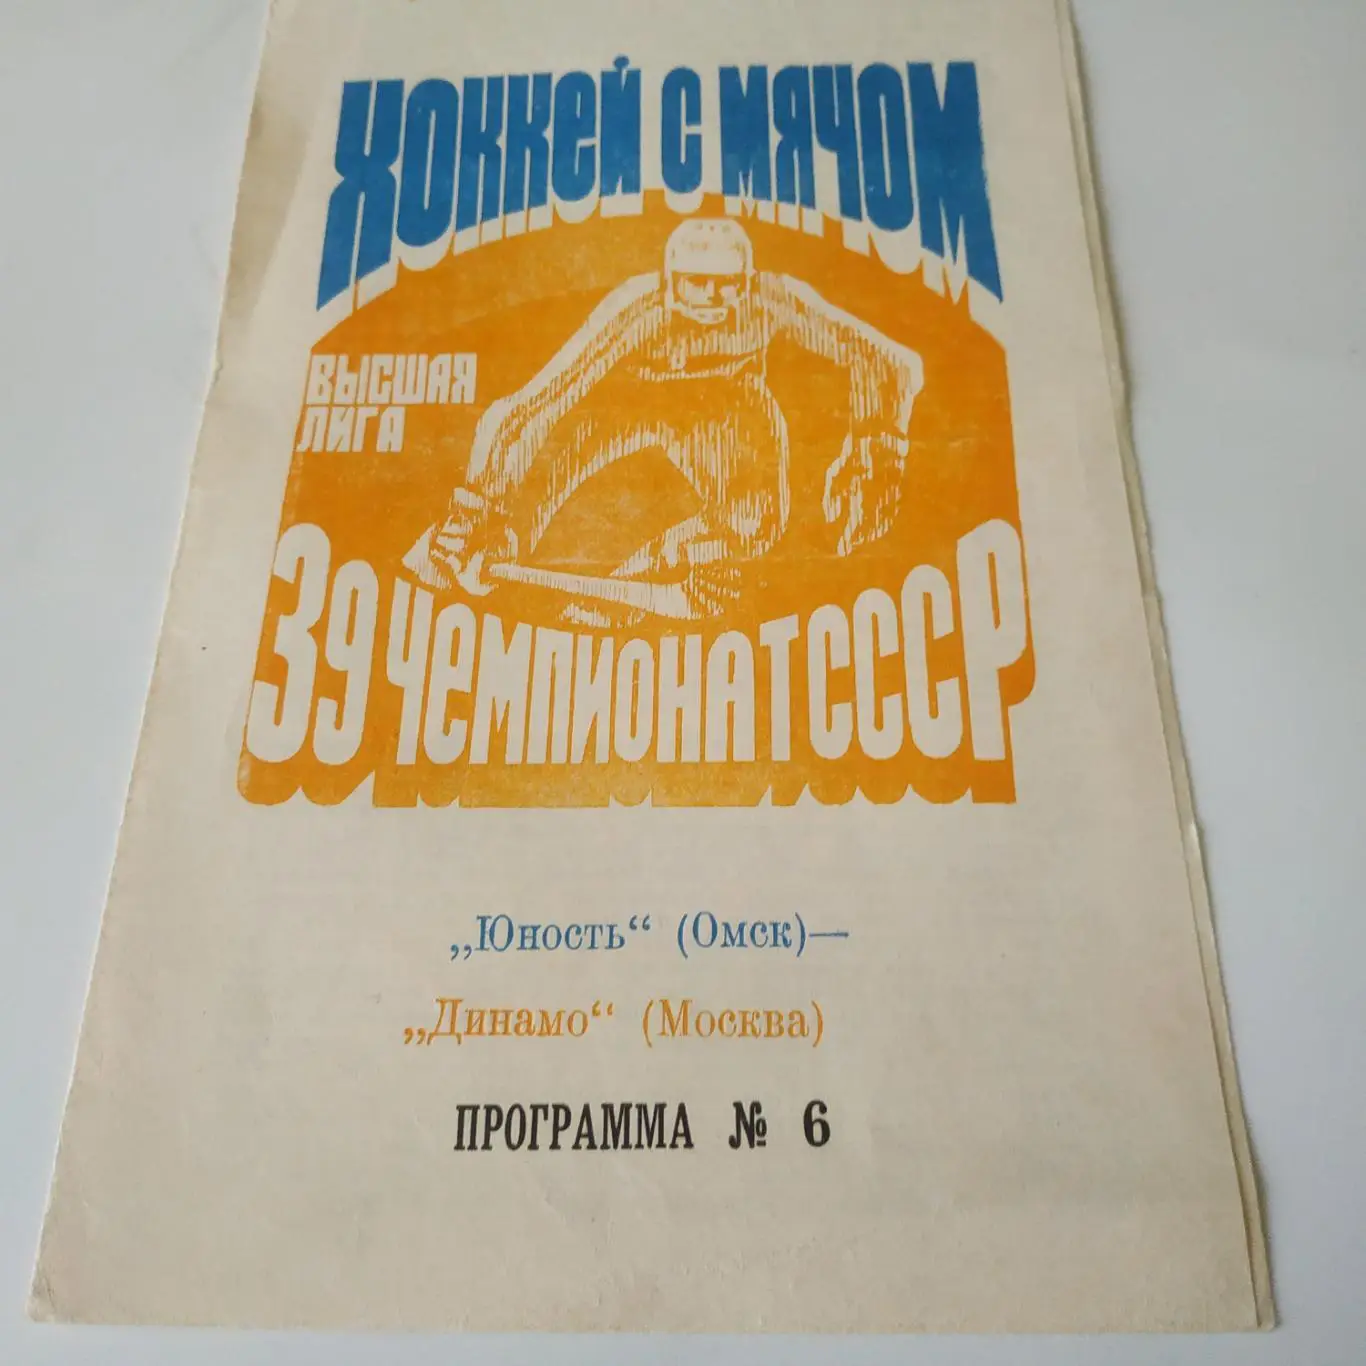 ХОККЕЙ С МЯЧОМ
ВЫСШАЯ
ЛИГА
39 ЧЕМПИОНАТ СССР
„Юность“ (Омск)—
„Динамо“ (Москва)
ПРОГРАММА № 6